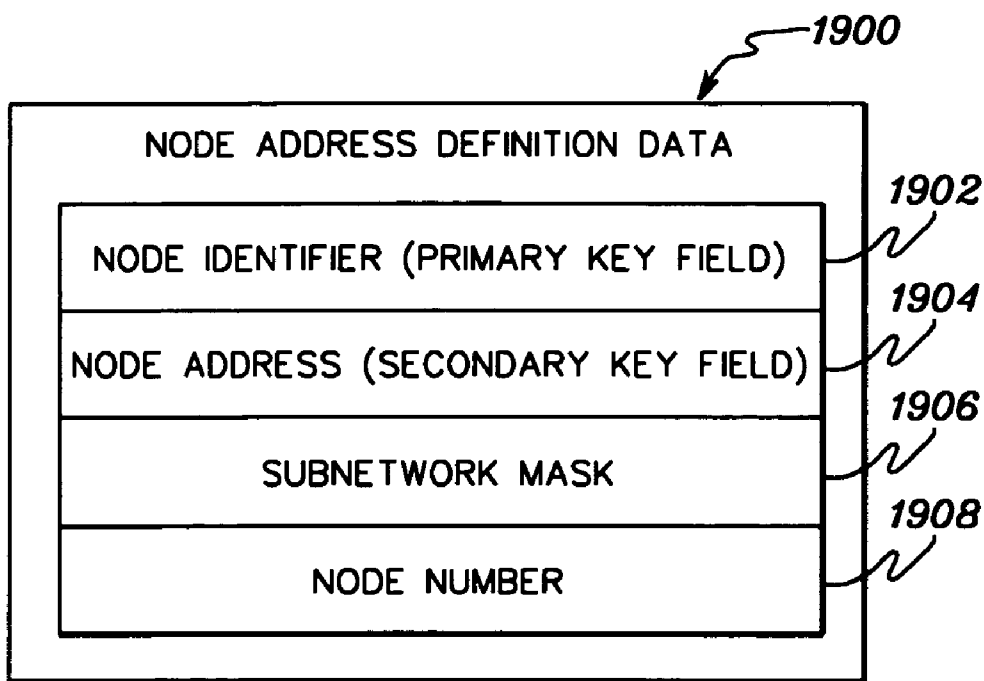 1900
NODE ADDRESS DEFINITION DATA
1902
NODE IDENTIFIER (PRIMARY KEY FIELD)
1904
NODE ADDRESS (SECONDARY KEY FIELD)
1906
SUBNETWORK MASK
1908
NODE NUMBER